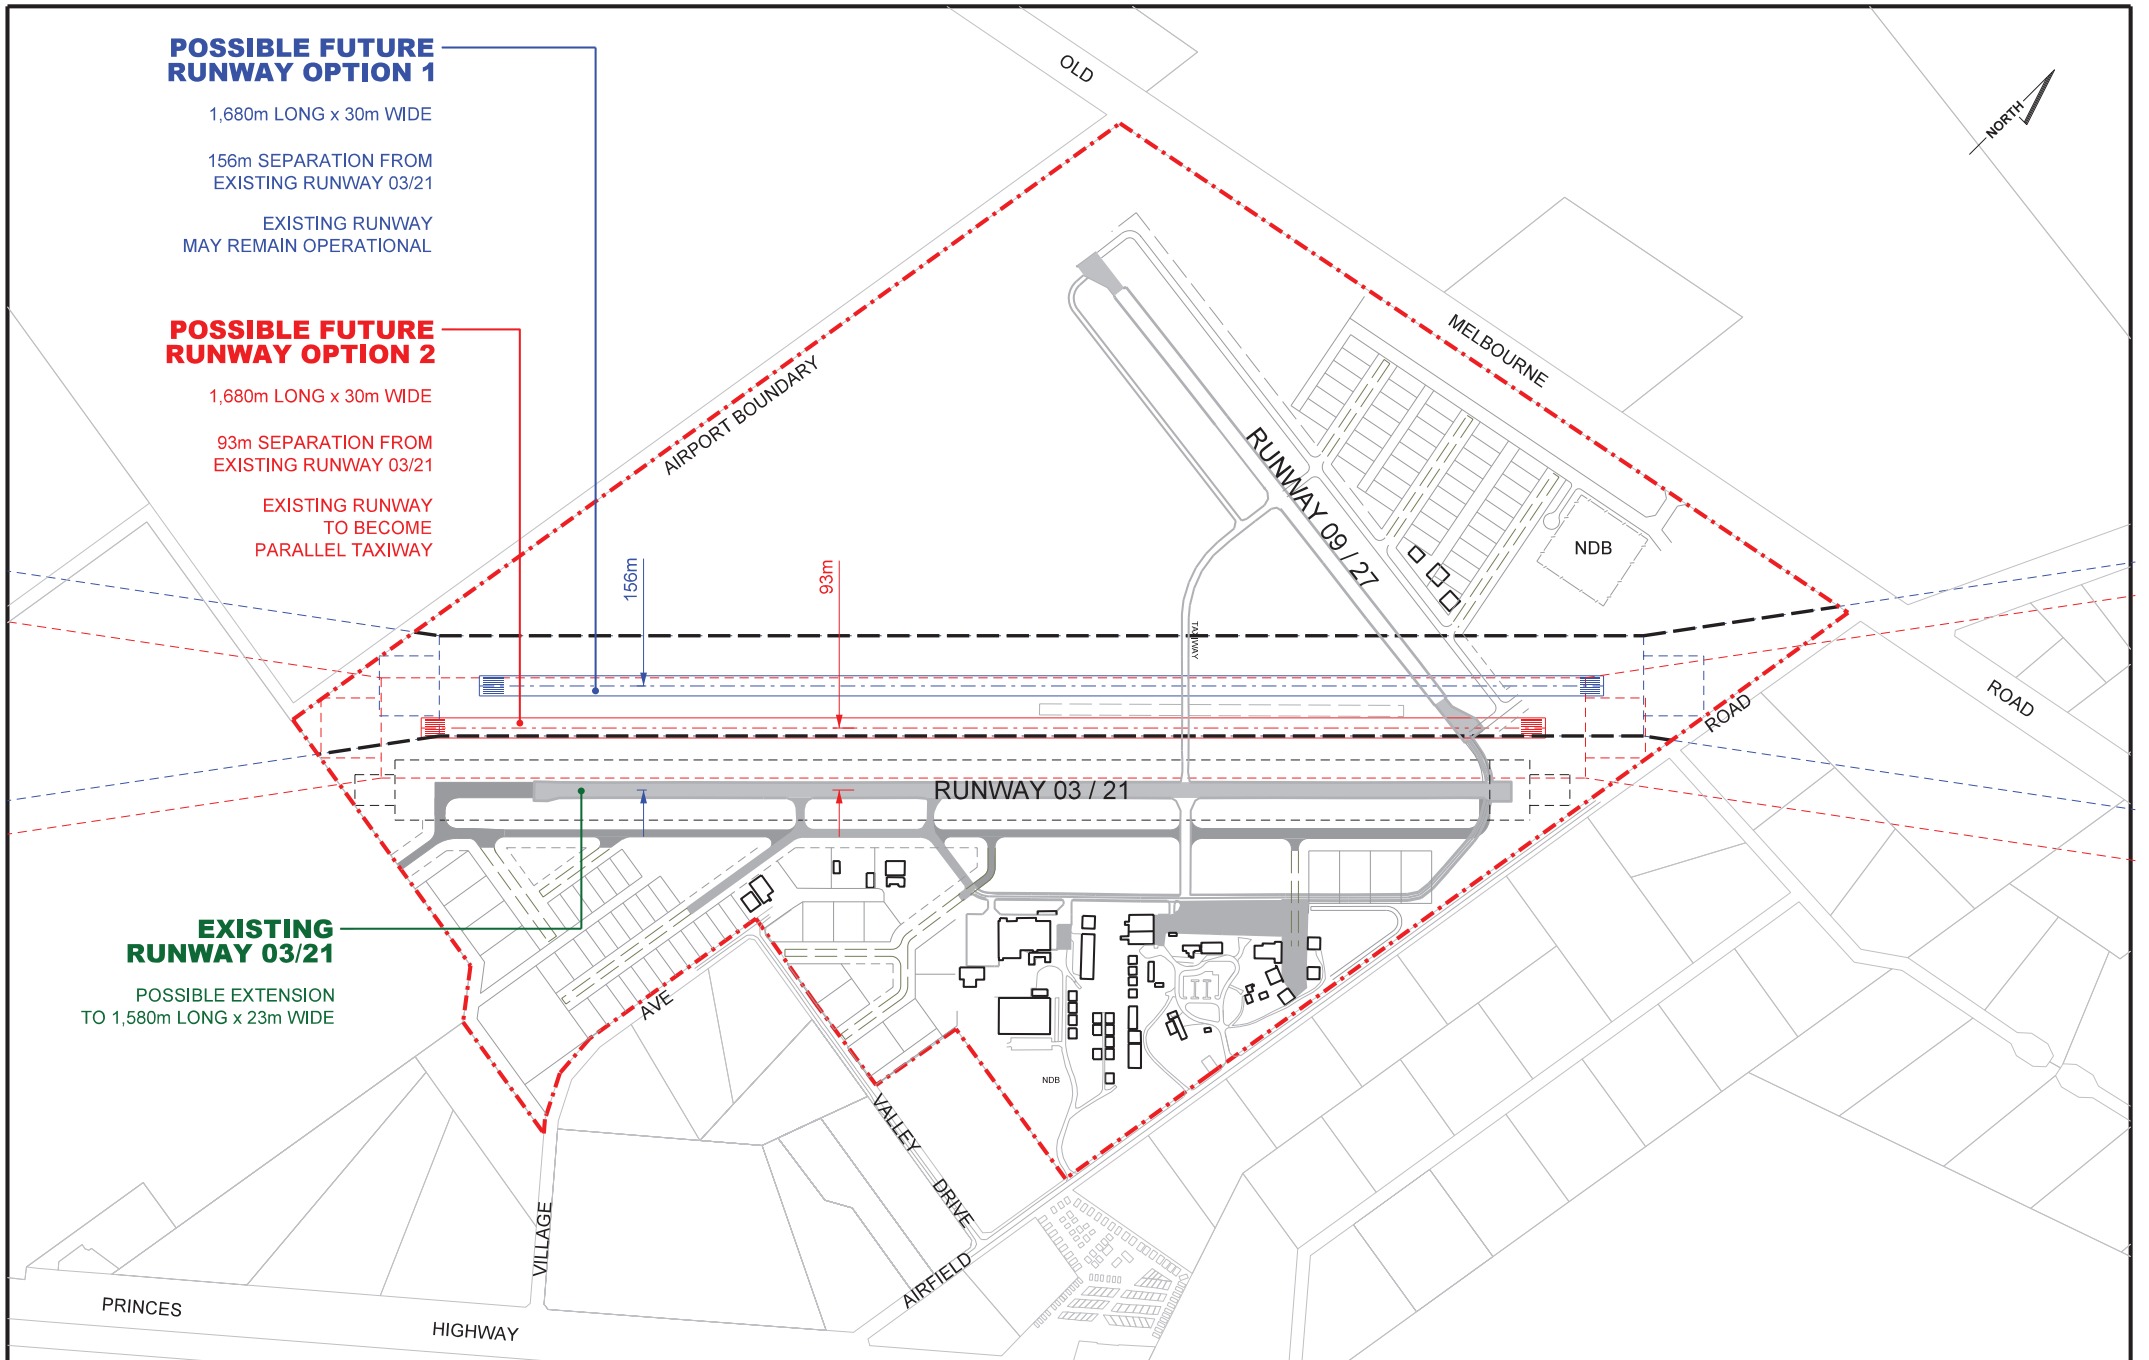 POSSIBLE FUTURE
RUNWAY OPTION 1
1,680m LONG x 30m WIDE
156m SEPARATION FROM
EXISTING RUNWAY 03/21
EXISTING RUNWAY
MAY REMAIN OPERATIONAL
POSSIBLE FUTURE
RUNWAY OPTION 2
1,680m LONG x 30m WIDE
93m SEPARATION FROM
EXISTING RUNWAY 03/21
EXISTING RUNWAY
TO BECOME
PARALLEL TAXIWAY
EXISTING
RUNWAY 03/21
POSSIBLE EXTENSION
TO 1,580m LONG x 23m WIDE
OLD
MELBOURNE
ROAD
NORTH
AIRPORT BOUNDARY
RUNWAY 09 / 27
NDB
156m
93m
TAXIWAY
ROAD
RUNWAY 03 / 21
AVE
NDB
VALLEY
DRIVE
VILLAGE
AIRFIELD
PRINCES
HIGHWAY